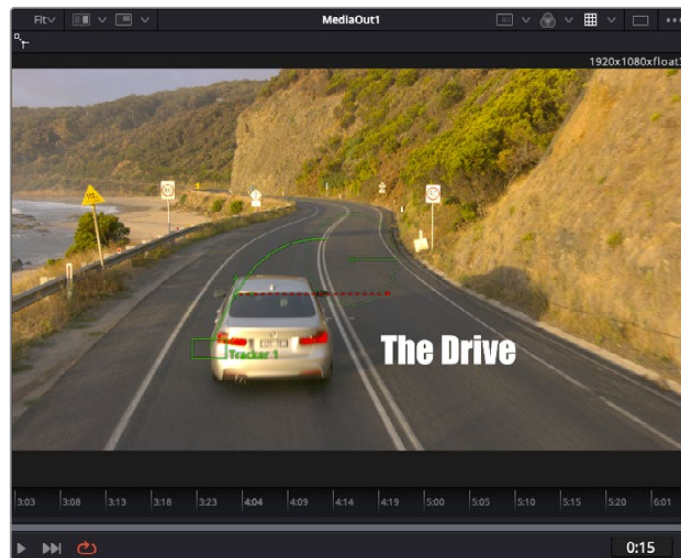 Fit
MediaOut1
1920x1080xfloat3
Tracker 1
The Drive
3:03 3:08 3:13 3:18 3:23 4:04 4:09 4:14 4:19 5:00 5:05 5:10 5:15 5:20 6:01
0:15